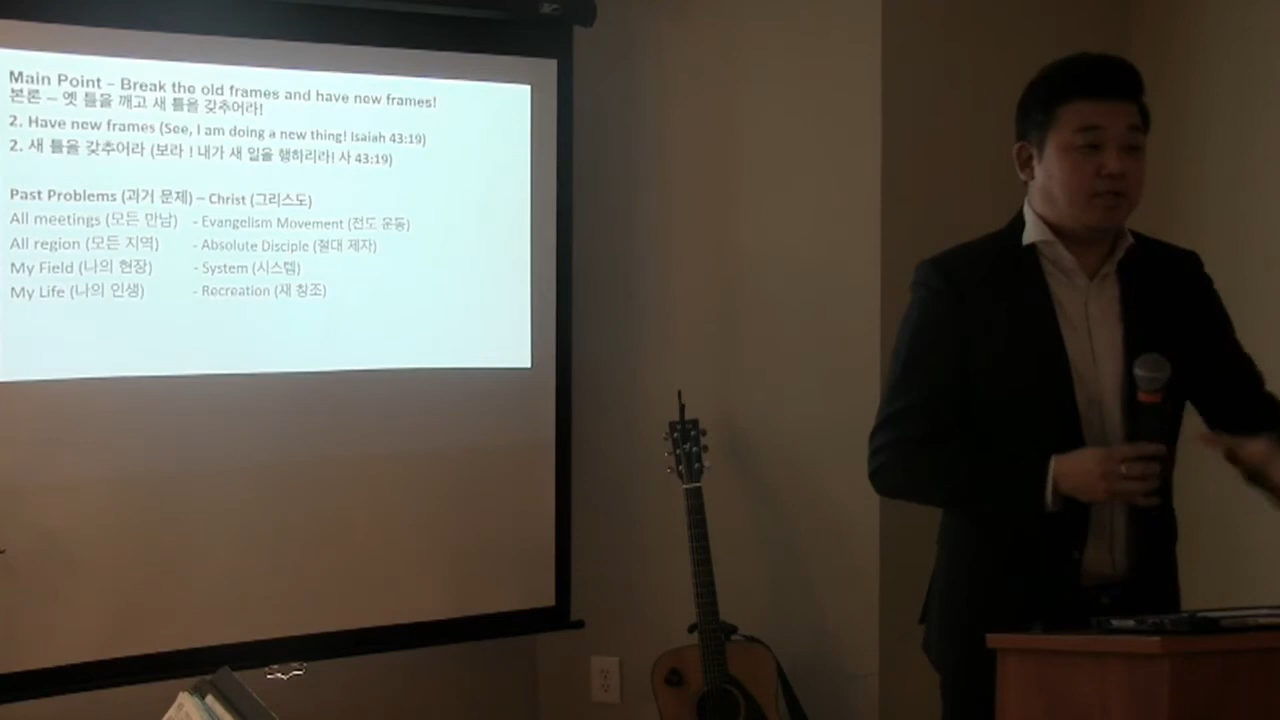 Main Point – Break the old frames and have new frames!
본론 – 옛 틀을 깨고 새 틀을 갖추어라!
2. Have new frames (See, I am doing a new thing! Isaiah 43:19)
2. 새 틀을 갖추어라 (보라 ! 내가 새 일을 행하리라! 사 43:19)
Past Problems (과거 문제) – Christ (그리스도)
All meetings (모든 만남) - Evangelism Movement (전도 운동)
All region (모든 지역) - Absolute Disciple (절대 제자)
My Field (나의 현장) - System (시스템)
My Life (나의 인생) - Recreation (재 창조)